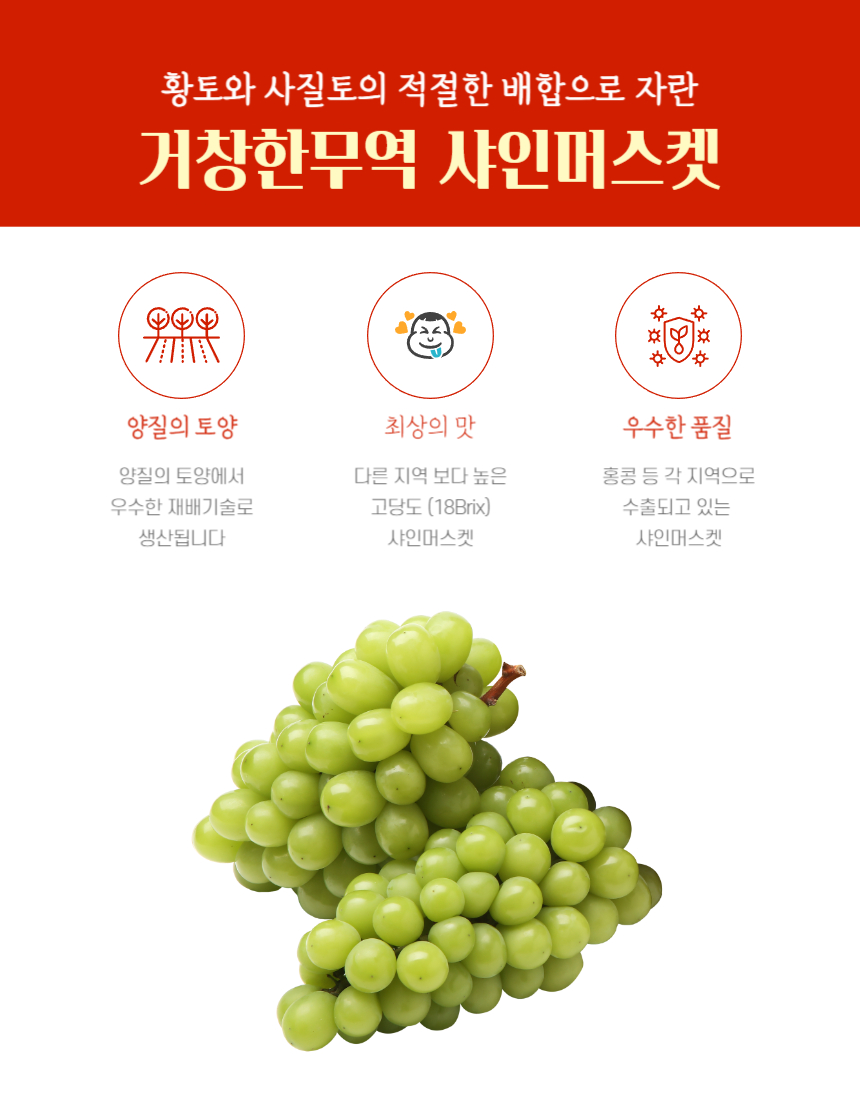 황토와 사질토의 적절한 배합으로 자란
거창한무역 샤인머스켓
양질의 토양
양질의 토양에서
우수한 재배기술로
생산됩니다
최상의 맛
다른 지역 보다 높은
고당도 (18Brix)
샤인머스켓
우수한 품질
홍콩 등 각 지역으로
수출되고 있는
샤인머스켓